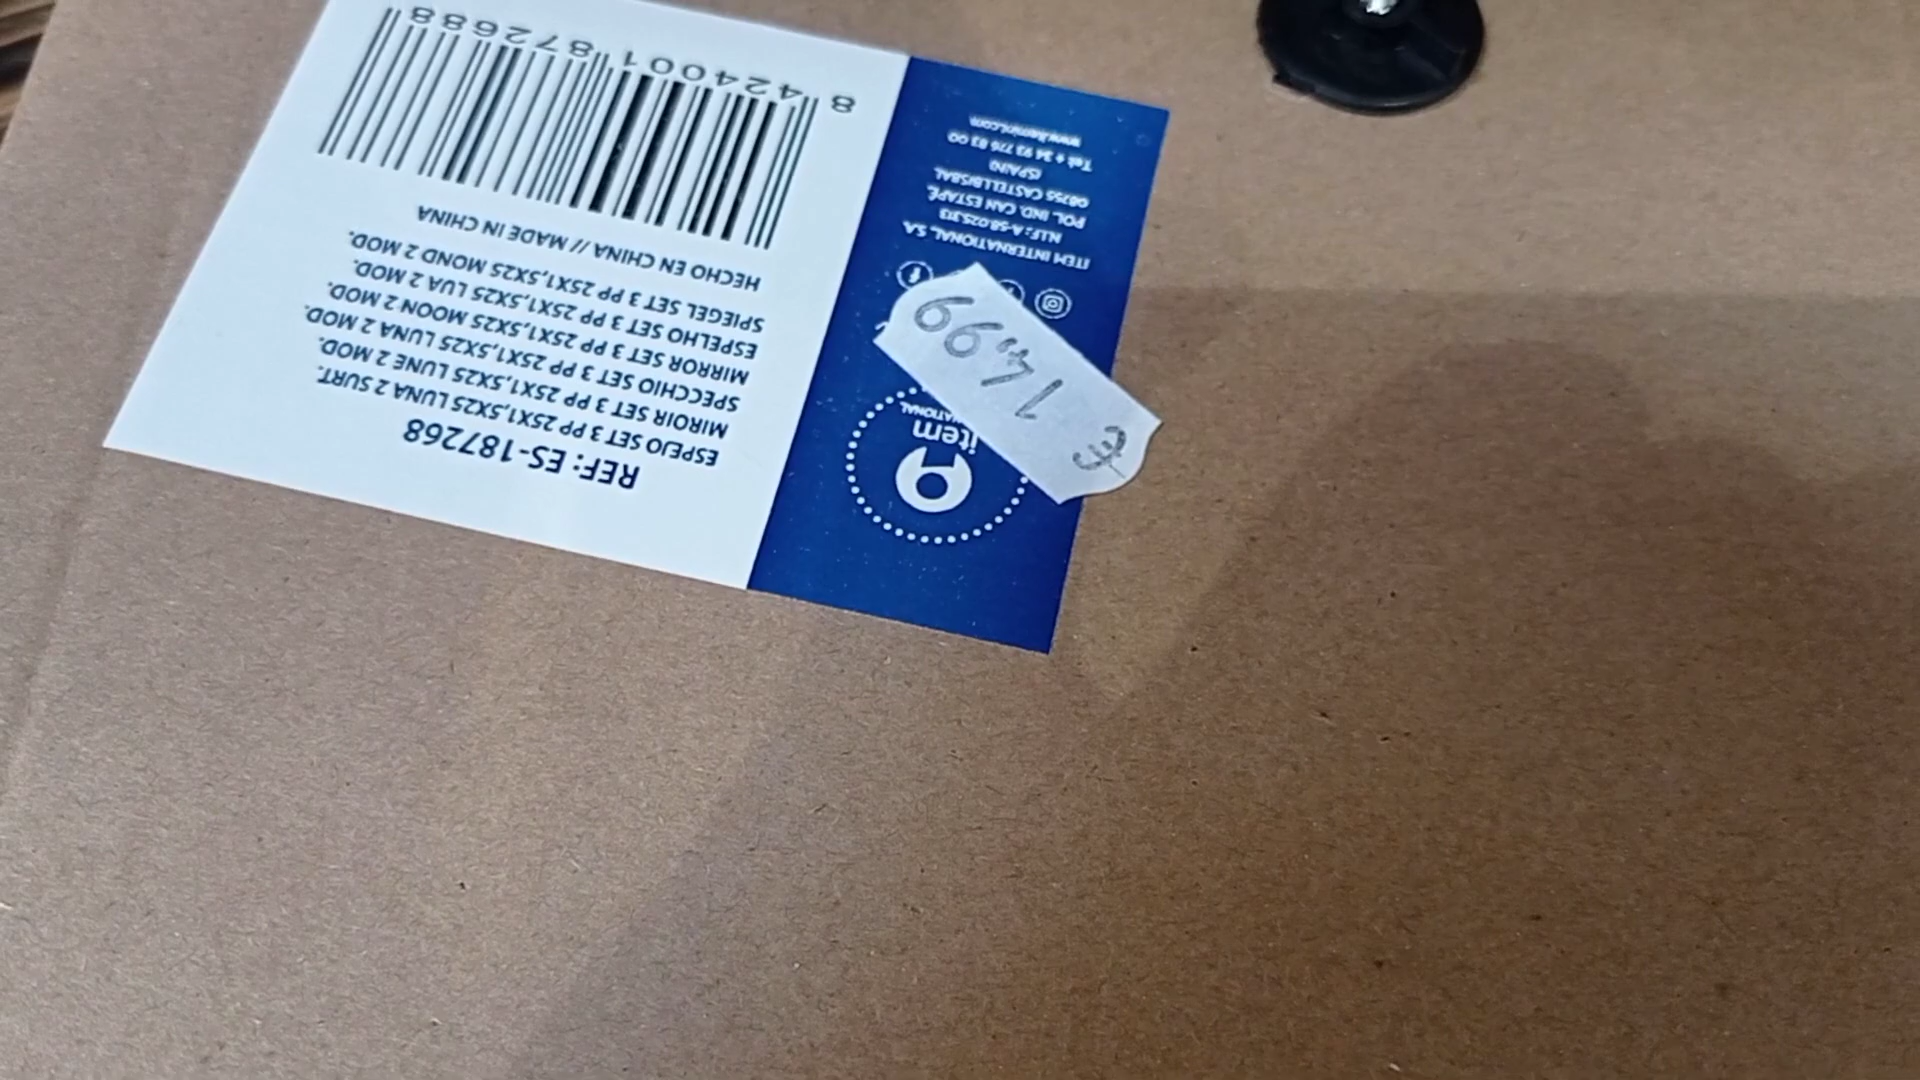 REF: ES-187268
ESPEJO SET 3 PP 25X1,5X25 LUNA 2 SURT.
MIROIR SET 3 PP 25X1,5X25 LUNE 2 MOD.
SPECCHIO SET 3 PP 25X1,5X25 LUNA 2 MOD.
MIRROR SET 3 PP 25X1,5X25 MOON 2 MOD.
ESPELHO SET 3 PP 25X1,5X25 LUA 2 MOD.
SPIEGEL SET 3 PP 25X1,5X25 MOND 2 MOD.
HECHO EN CHINA // MADE IN CHINA
8 424001 872688
item
€ 14,99
ITEM INTERNATIONAL, S.A.
N.I.F.: A-58.025.313
POL. IND. CAN ESTAPÉ,
08755 CASTELLBISBAL
(SPAIN)
Tel: + 34 93 776 83 00
www.itemint.com